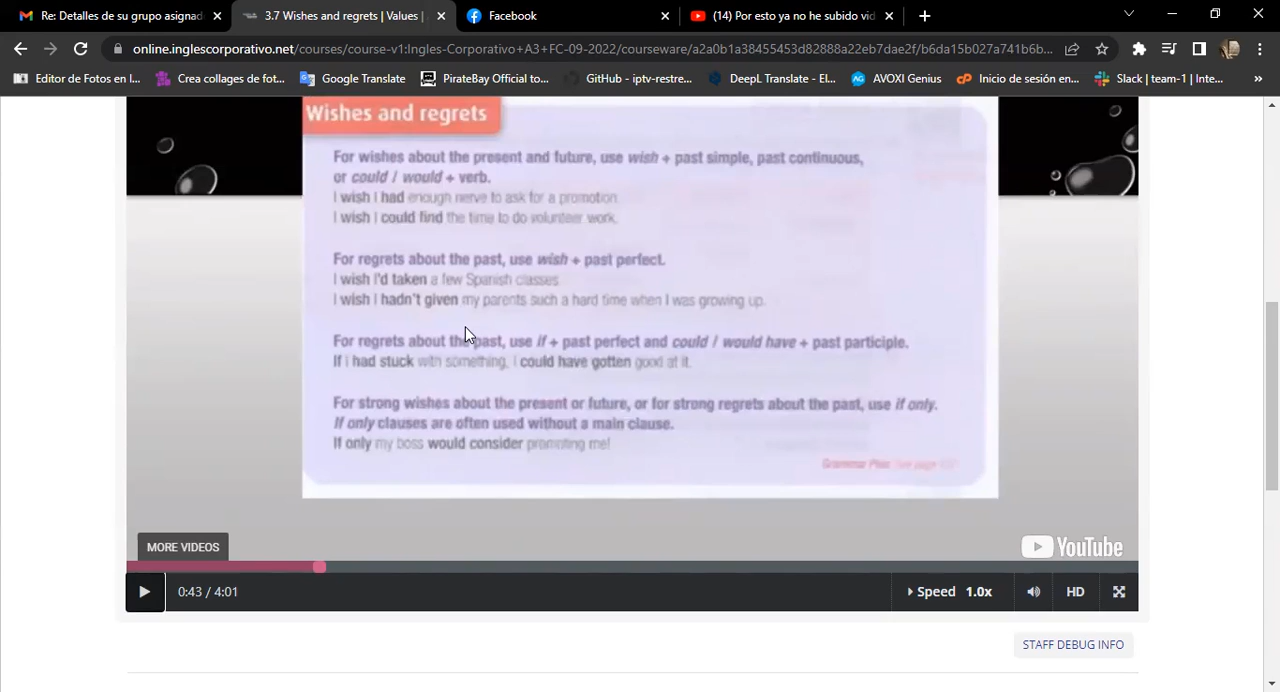 Re: Detalles de su grupo asignad
3.7 Wishes and regrets | Values |
Facebook
(14) Por esto ya no he subido vid
online.inglescorporativo.net/courses/course-v1:Ingles-Corporativo+A3+FC-09-2022/courseware/a2a0b1a38455453d82888a22eb7dae2f/b6da15b027a741b6b...
Editor de Fotos en l...
Crea collages de fot...
Google Translate
PirateBay Official to...
GitHub - iptv-restre...
DeepL Translate - El...
AVOXI Genius
Inicio de sesión en...
Slack | team-1 | Inte...
Wishes and regrets
For wishes about the present and future, use wish + past simple, past continuous,
or could / would + verb.
I wish I had enough nerve to ask for a promotion.
I wish I could find the time to do volunteer work.
For regrets about the past, use wish + past perfect.
I wish I'd taken a few Spanish classes.
I wish I hadn't given my parents such a hard time when I was growing up.
For regrets about the past, use if + past perfect and could / would have + past participle.
If I had stuck with something, I could have gotten good at it.
For strong wishes about the present or future, or for strong regrets about the past, use if only.
If only clauses are often used without a main clause.
If only my boss would consider promoting me!
Grammar Plus: See page
MORE VIDEOS
YouTube
0:43 / 4:01
Speed 1.0x
HD
STAFF DEBUG INFO